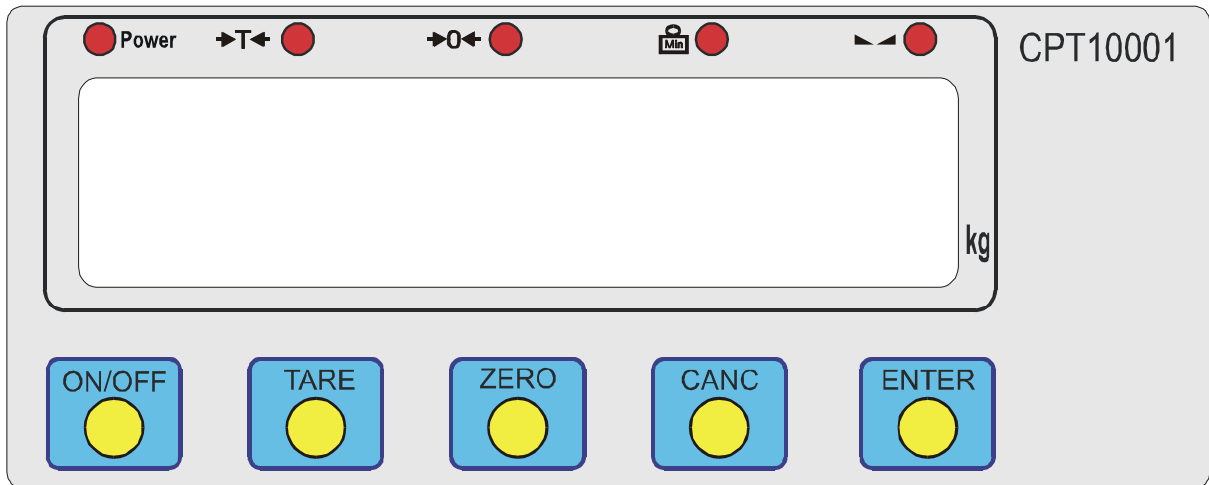 Power →T← →0← Min CPT10001
kg
ON/OFF TARE ZERO CANC ENTER